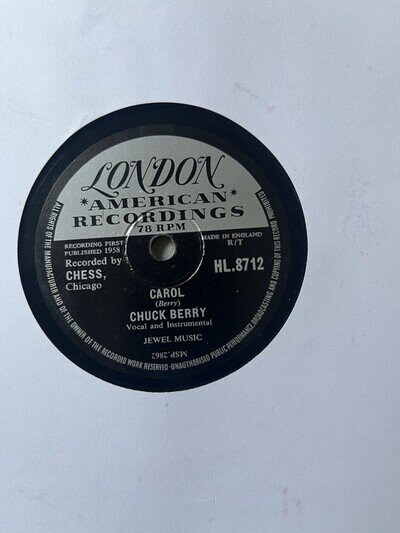 LONDON
*AMERICAN*
RECORDINGS
78 RPM
RECORDING FIRST
PUBLISHED 1958
MADE IN ENGLAND
R/T
Recorded by
CHESS,
Chicago
HL.8712
CAROL
(Berry)
CHUCK BERRY
Vocal and Instrumental
JEWEL MUSIC
MSP.2862
ALL RIGHTS OF THE MANUFACTURER AND OF THE OWNER OF THE RECORDED WORK RESERVED·UNAUTHORISED PUBLIC PERFORMANCE BROADCASTING AND COPYING OF THIS RECORD PROHIBITED